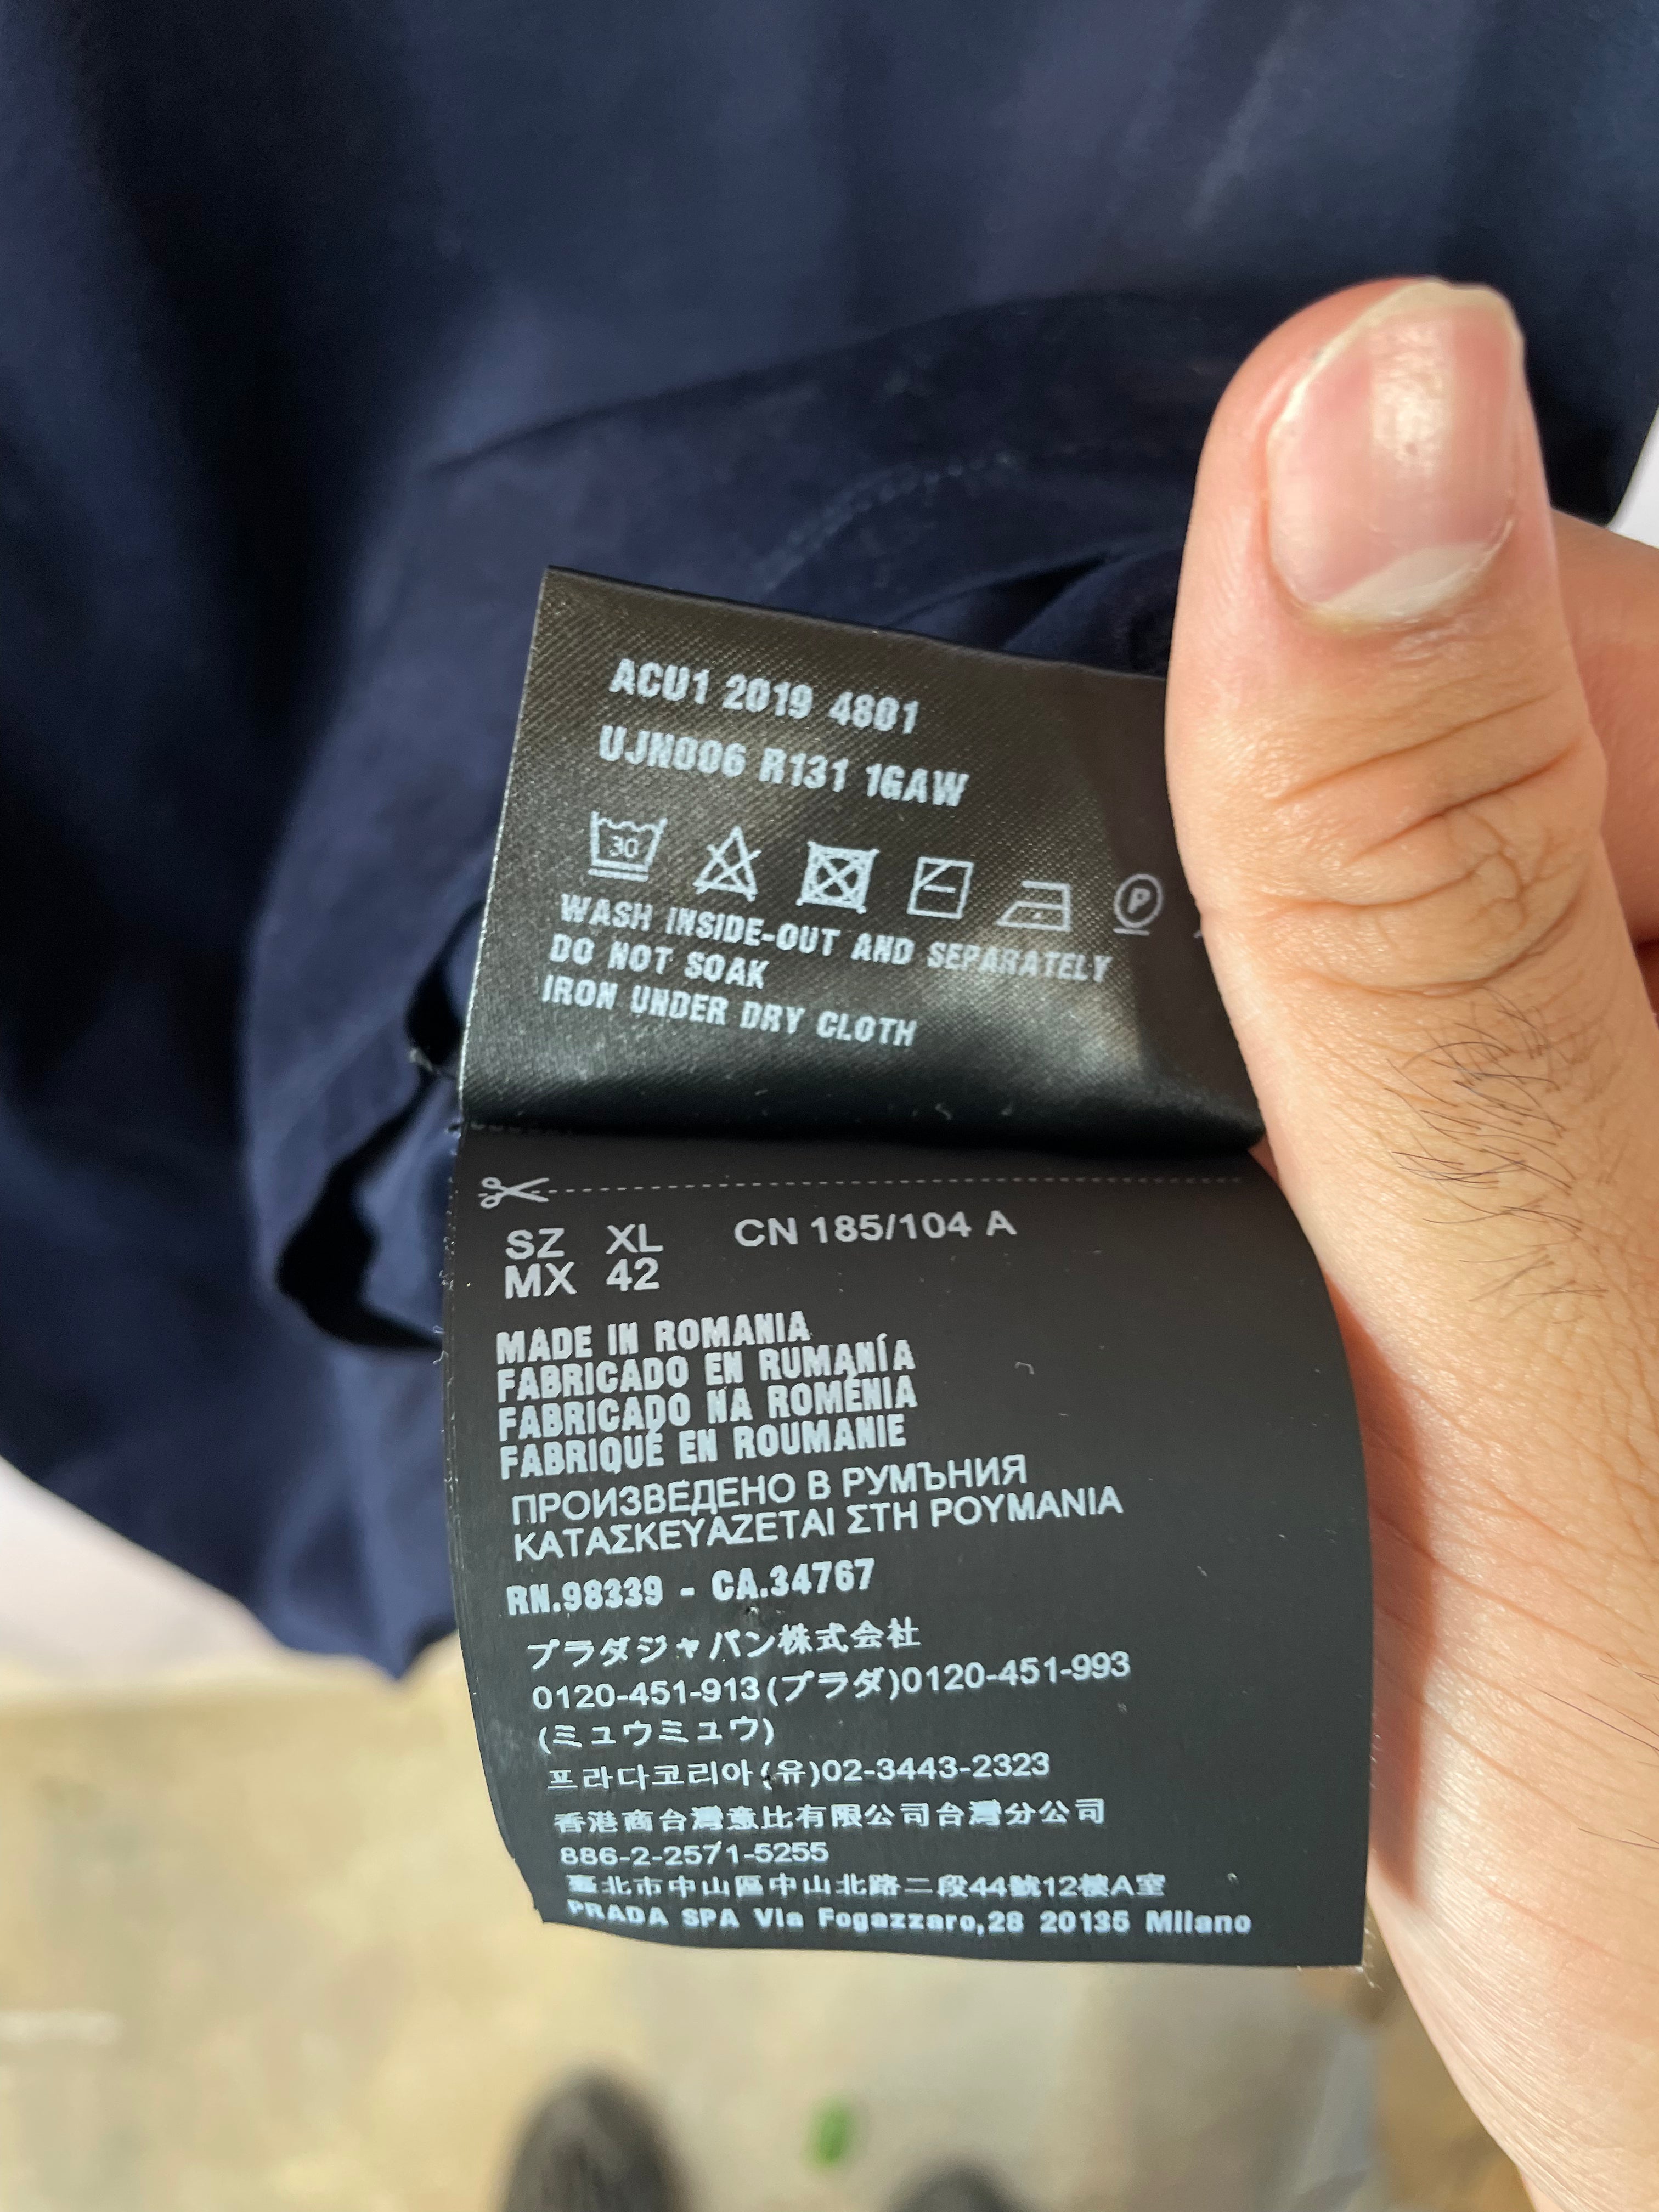 ACU1 2019 4801
UJN006 R131 1GAW
30
P
WASH INSIDE-OUT AND SEPARATELY
DO NOT SOAK
IRON UNDER DRY CLOTH
SZ XL CN 185/104 A
MX 42
MADE IN ROMANIA
FABRICADO EN RUMANÍA
FABRICADO NA ROMÉNIA
FABRIQUÉ EN ROUMANIE
ПРОИЗВЕДЕНО В РУМЪНИЯ
ΚΑΤΑΣΚΕΥΑΖΕΤΑΙ ΣΤΗ ΡΟΥΜΑΝΙΑ
RN.98339 - CA.34767
プラダジャパン株式会社
0120-451-913(プラダ)0120-451-993
(ミュウミュウ)
프라다코리아(유)02-3443-2323
香港商台灣意比有限公司台灣分公司
886-2-2571-5255
臺北市中山區中山北路二段44號12樓A室
PRADA SPA Via Fogazzaro,28 20135 Milano